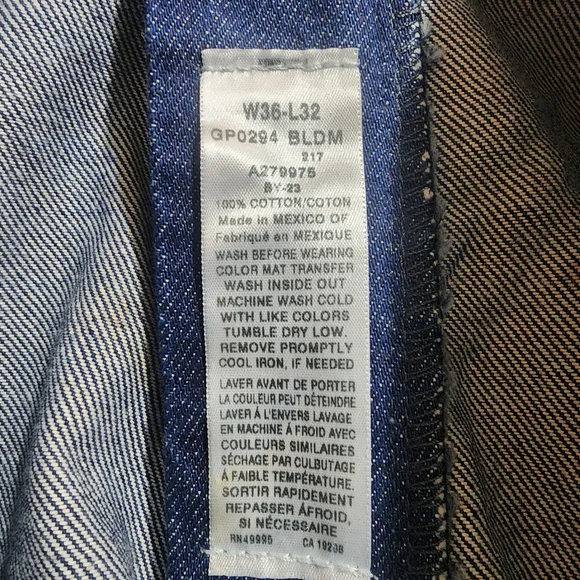 W36-L32
GP0294 BLDM
217
A279975
BY-23
100% COTTON/COTON
Made in MEXICO OF
Fabriqué en MEXIQUE
WASH BEFORE WEARING
COLOR MAT TRANSFER
WASH INSIDE OUT
MACHINE WASH COLD
WITH LIKE COLORS
TUMBLE DRY LOW.
REMOVE PROMPTLY
COOL IRON, IF NEEDED
LAVER AVANT DE PORTER
LA COULEUR PEUT DÉTEINDRE
LAVER À L'ENVERS LAVAGE
EN MACHINE À FROID AVEC
COULEURS SIMILAIRES
SÉCHAGE PAR CULBUTAGE
À FAIBLE TEMPÉRATURE.
SORTIR RAPIDEMENT
REPASSER ÀFROID,
SI NÉCESSAIRE
RN49995 CA